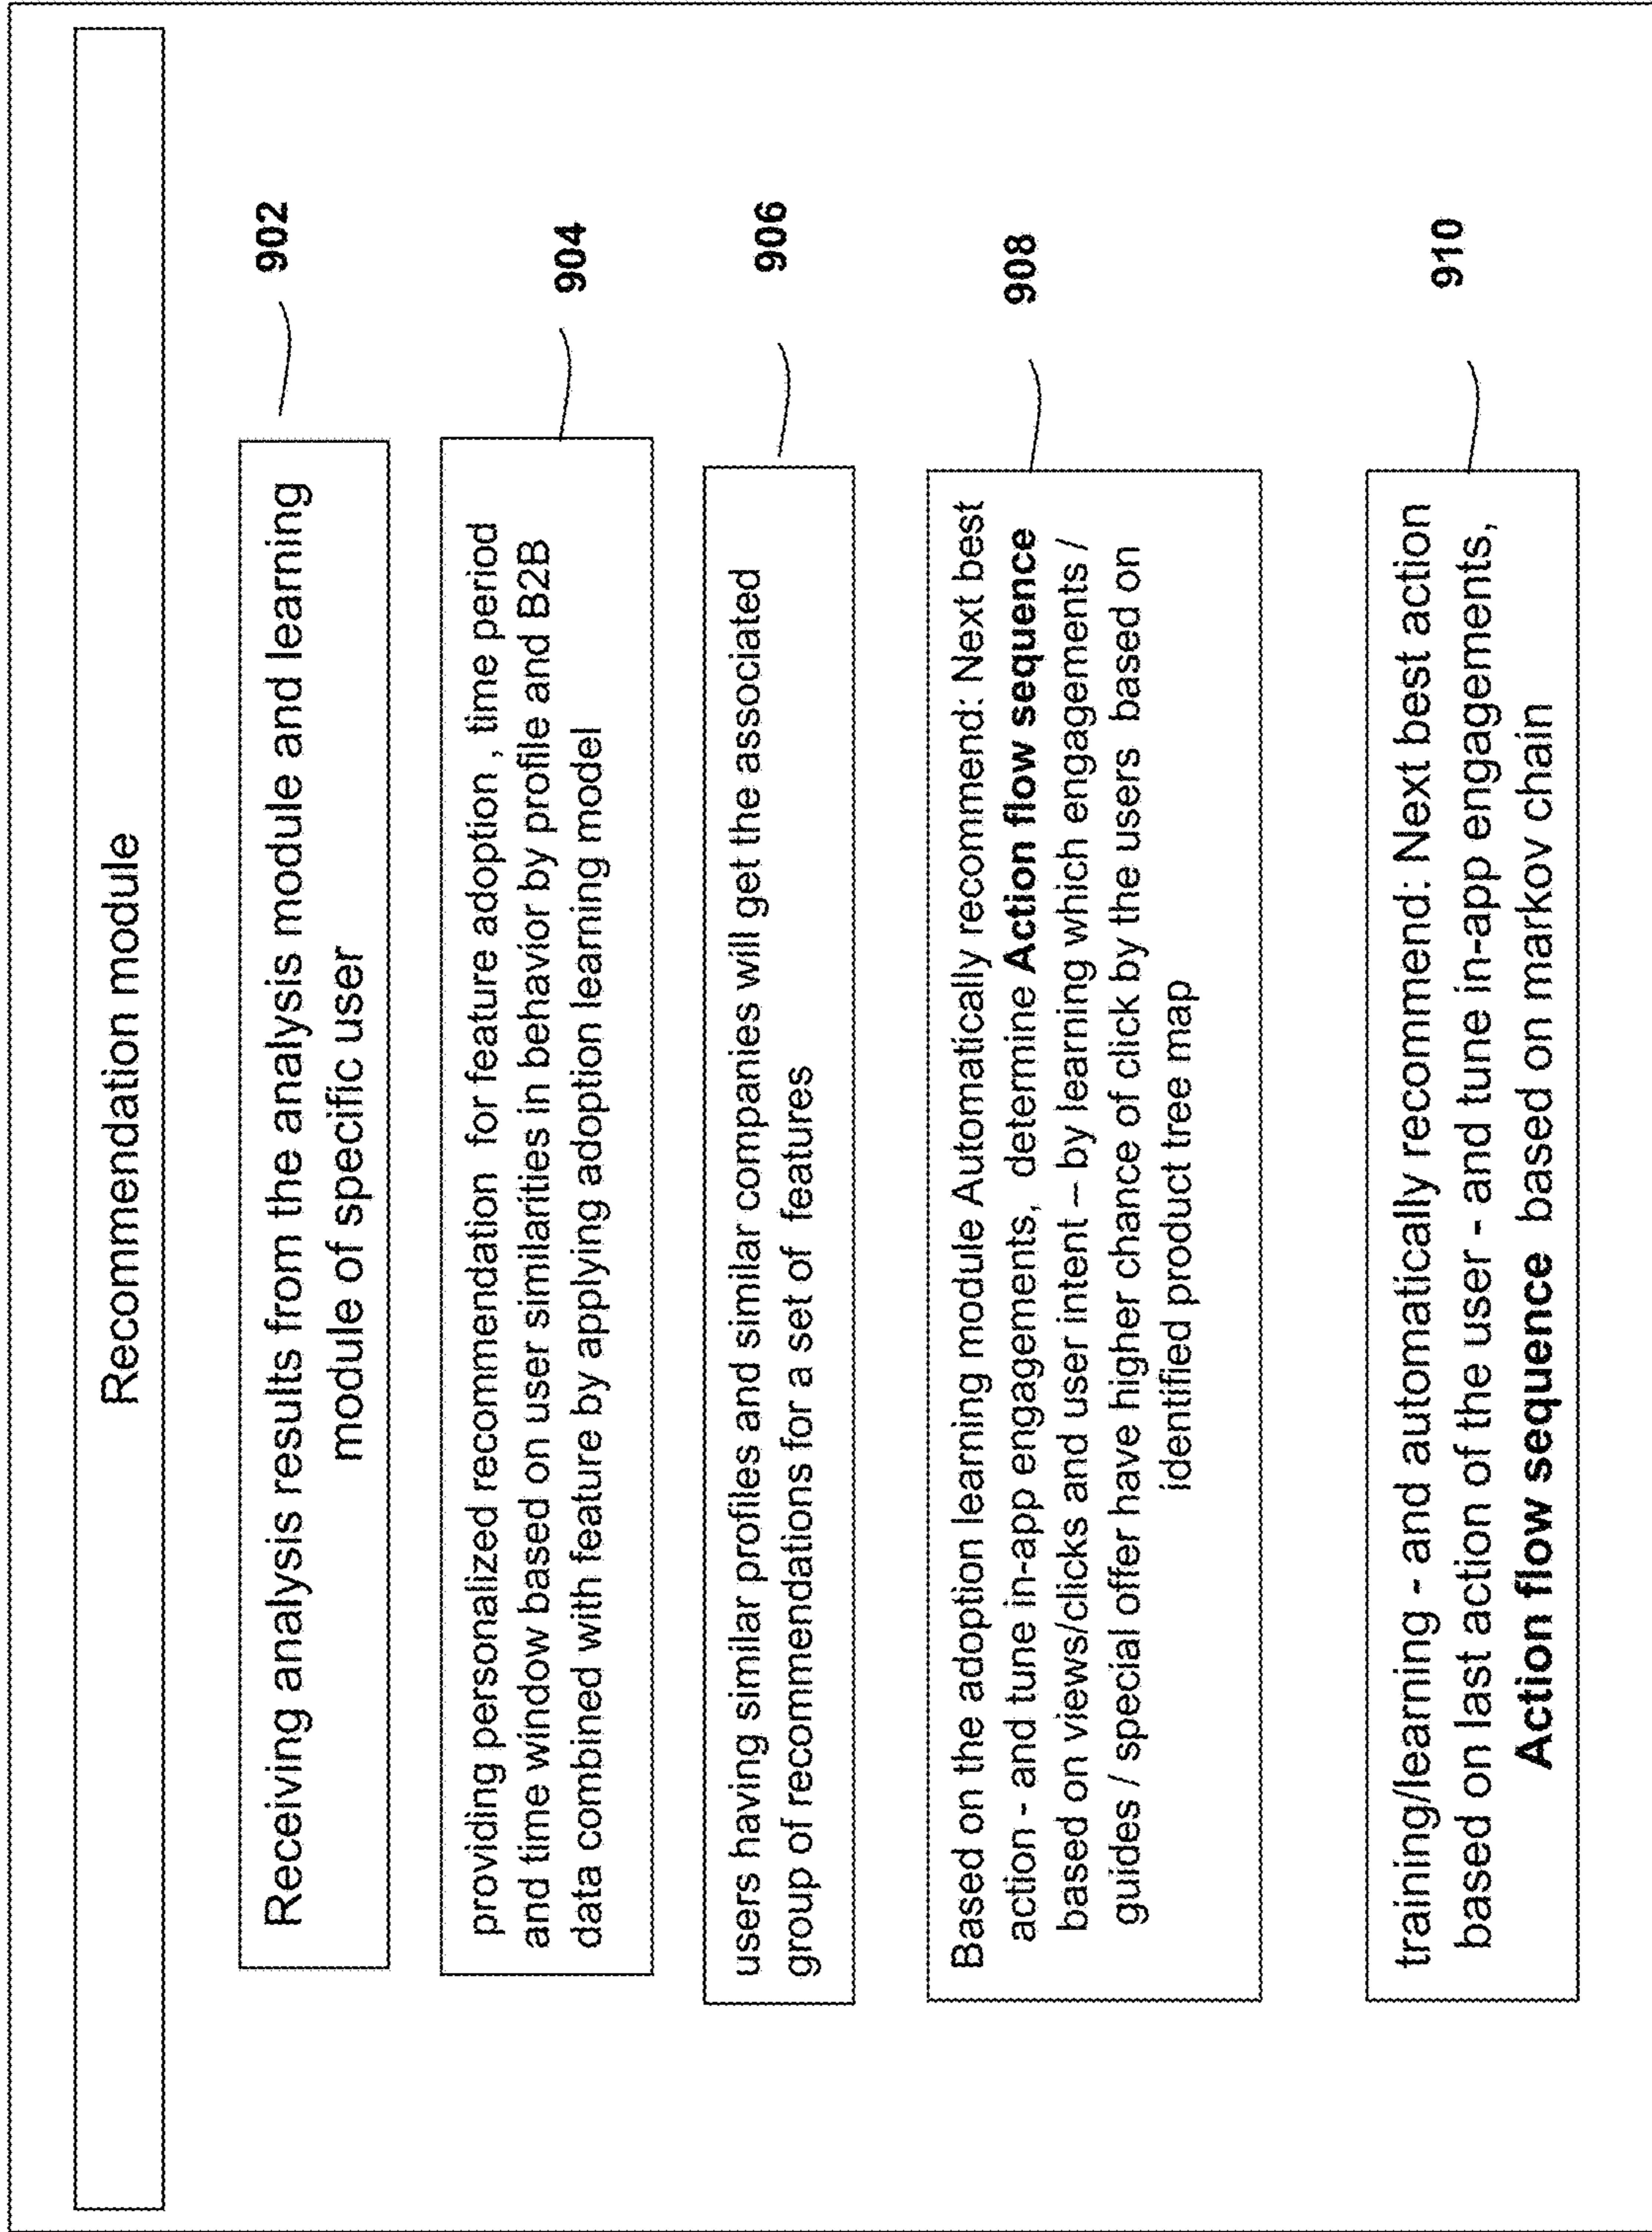 Recommendation module
Receiving analysis results from the analysis module and learning
module of specific user
902
providing personalized recommendation for feature adoption , time period
and time window based on user similarities in behavior by profile and B2B
data combined with feature by applying adoption learning model
904
users having similar profiles and similar companies will get the associated
group of recommendations for a set of features
906
Based on the adoption learning module Automatically recommend: Next best
action - and tune in-app engagements, determine Action flow sequence
based on views/clicks and user intent – by learning which engagements /
guides / special offer have higher chance of click by the users based on
identified product tree map
908
training/learning - and automatically recommend: Next best action
based on last action of the user - and tune in-app engagements,
Action flow sequence based on markov chain
910